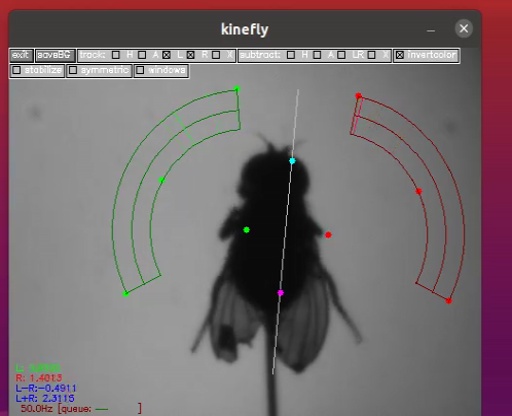 kinefly
exit saveBG track: H A L R X subtract: H A LR X invertcolor
stabilize symmetric windows
L:
R: 1.4013
L-R:-0.4911
L+R: 2.3115
50.0Hz [queue: — ]